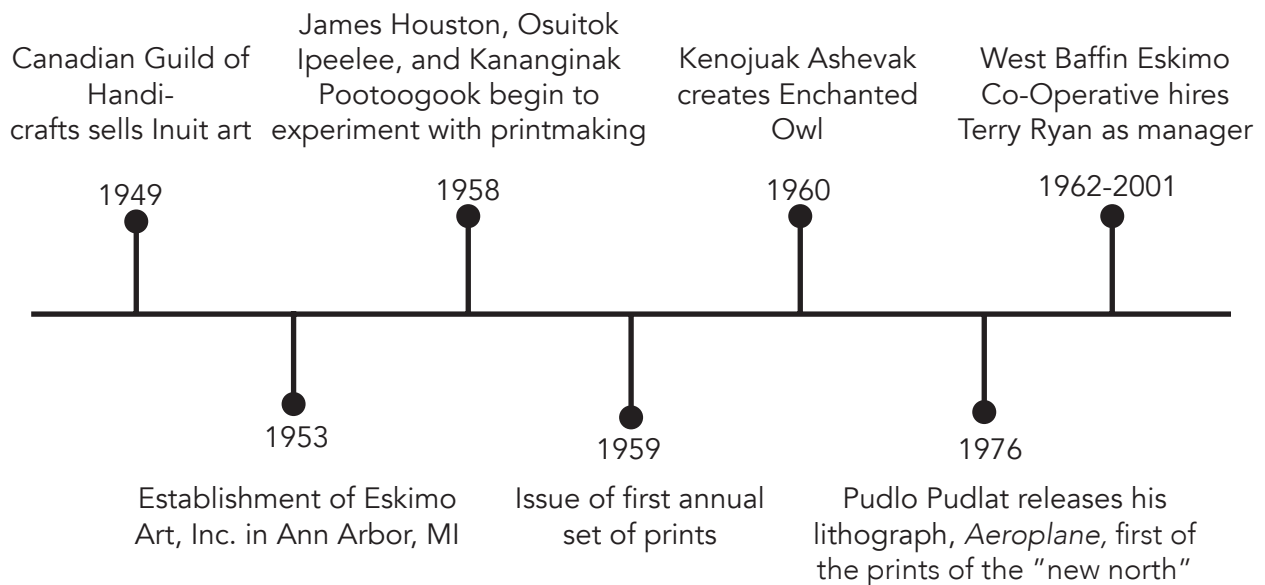 Canadian Guild of
Handi-
crafts sells Inuit art
1949
James Houston, Osuitok
Ipeelee, and Kananginak
Pootoogook begin to
experiment with printmaking
1958
Kenojuak Ashevak
creates Enchanted
Owl
1960
West Baffin Eskimo
Co-Operative hires
Terry Ryan as manager
1962-2001
1953
Establishment of Eskimo
Art, Inc. in Ann Arbor, MI
1959
Issue of first annual
set of prints
1976
Pudlo Pudlat releases his
lithograph, Aeroplane, first of
the prints of the "new north"